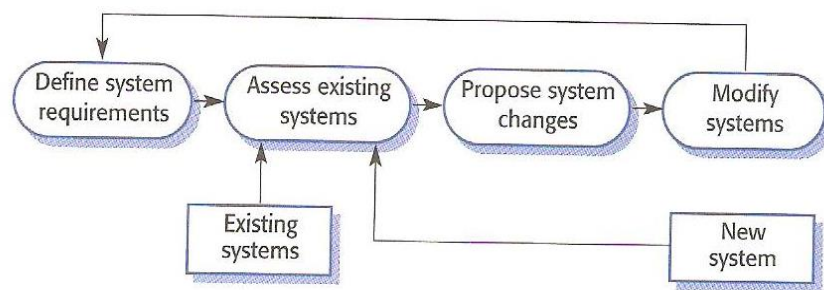 Define system
requirements
Assess existing
systems
Propose system
changes
Modify
systems
Existing
systems
New
system